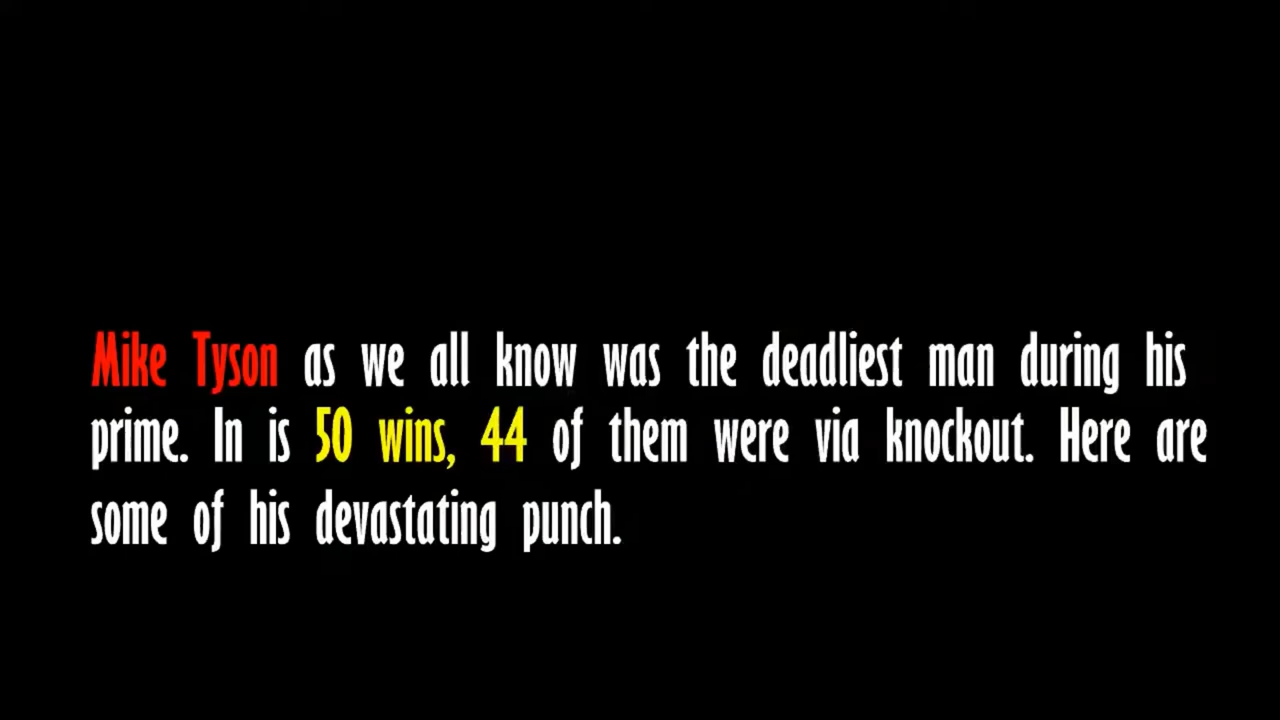 Mike Tyson as we all know was the deadliest man during his
prime. In is 50 wins, 44 of them were via knockout. Here are
some of his devastating punch.